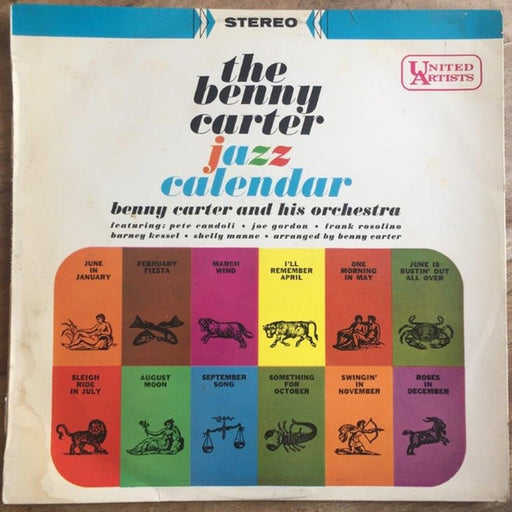 STEREO
UNITED
ARTISTS
the
benny
carter
jazz
calendar
benny carter and his orchestra
featuring: pete candoli • joe gordon • frank rosolino
barney kessel • shelly manne • arranged by benny carter
JUNE
IN
JANUARY
FEBRUARY
FIESTA
MARCH
WIND
I'LL
REMEMBER
APRIL
ONE
MORNING
IN MAY
JUNE IS
BUSTIN' OUT
ALL OVER
SLEIGH
RIDE
IN JULY
AUGUST
MOON
SEPTEMBER
SONG
SOMETHING
FOR
OCTOBER
SWINGIN'
IN
NOVEMBER
ROSES
IN
DECEMBER